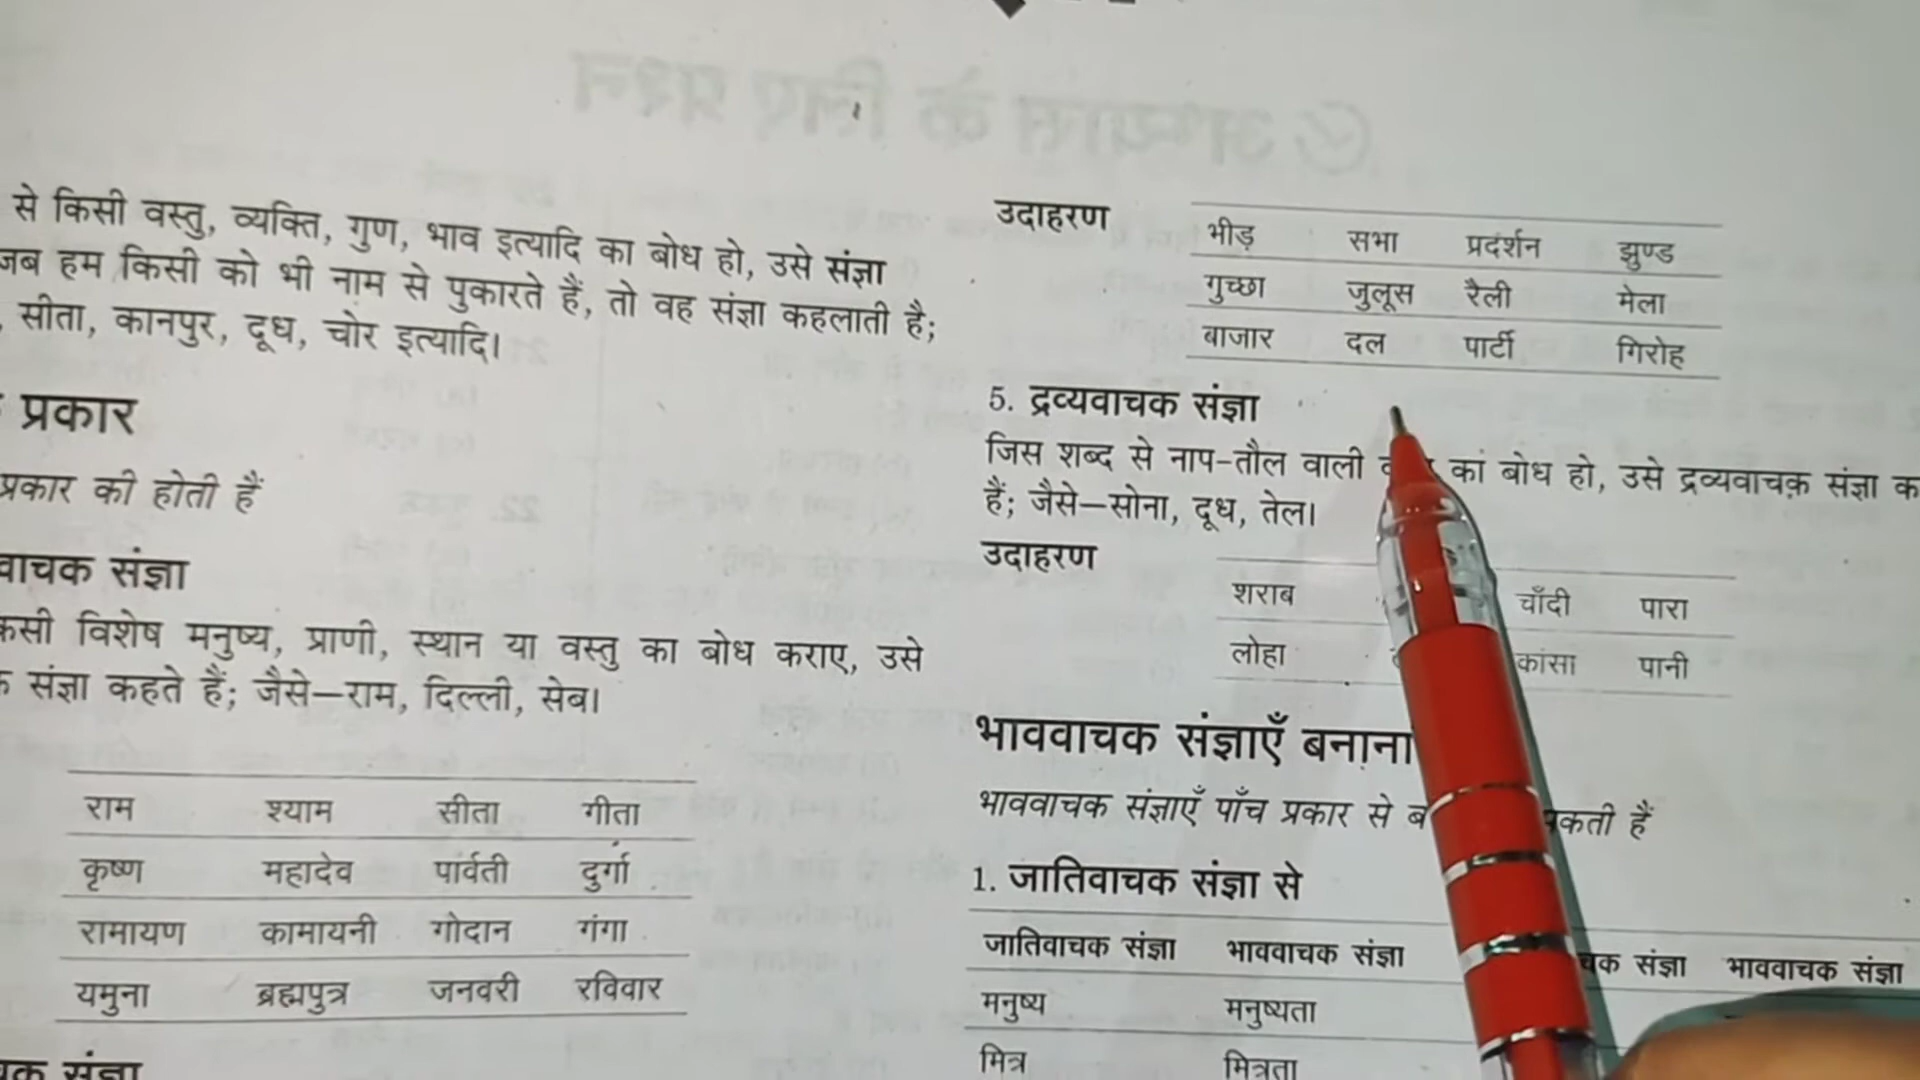 से किसी वस्तु, व्यक्ति, गुण, भाव इत्यादि का बोध हो, उसे संज्ञा
जब हम किसी को भी नाम से पुकारते हैं, तो वह संज्ञा कहलाती है;
सीता, कानपुर, दूध, चोर इत्यादि।
प्रकार
प्रकार की होती हैं
वाचक संज्ञा
किसी विशेष मनुष्य, प्राणी, स्थान या वस्तु का बोध कराए, उसे
संज्ञा कहते हैं; जैसे—राम, दिल्ली, सेब।
राम श्याम सीता गीता
कृष्ण महादेव पार्वती दुर्गा
रामायण कामायनी गोदान गंगा
यमुना ब्रह्मपुत्र जनवरी रविवार
संज्ञा
उदाहरण
भीड़ सभा प्रदर्शन झुण्ड
गुच्छा जुलूस रैली मेला
बाजार दल पार्टी गिरोह
5. द्रव्यवाचक संज्ञा
जिस शब्द से नाप-तौल वाली का बोध हो, उसे द्रव्यवाचक संज्ञा
हैं; जैसे—सोना, दूध, तेल।
उदाहरण
शराब चाँदी पारा
लोहा कांसा पानी
भाववाचक संज्ञाएँ बनाना
भाववाचक संज्ञाएँ पाँच प्रकार से हैं
1. जातिवाचक संज्ञा से
जातिवाचक संज्ञा भाववाचक संज्ञा संज्ञा भाववाचक संज्ञा
मनुष्य मनुष्यता
मित्र मित्रता